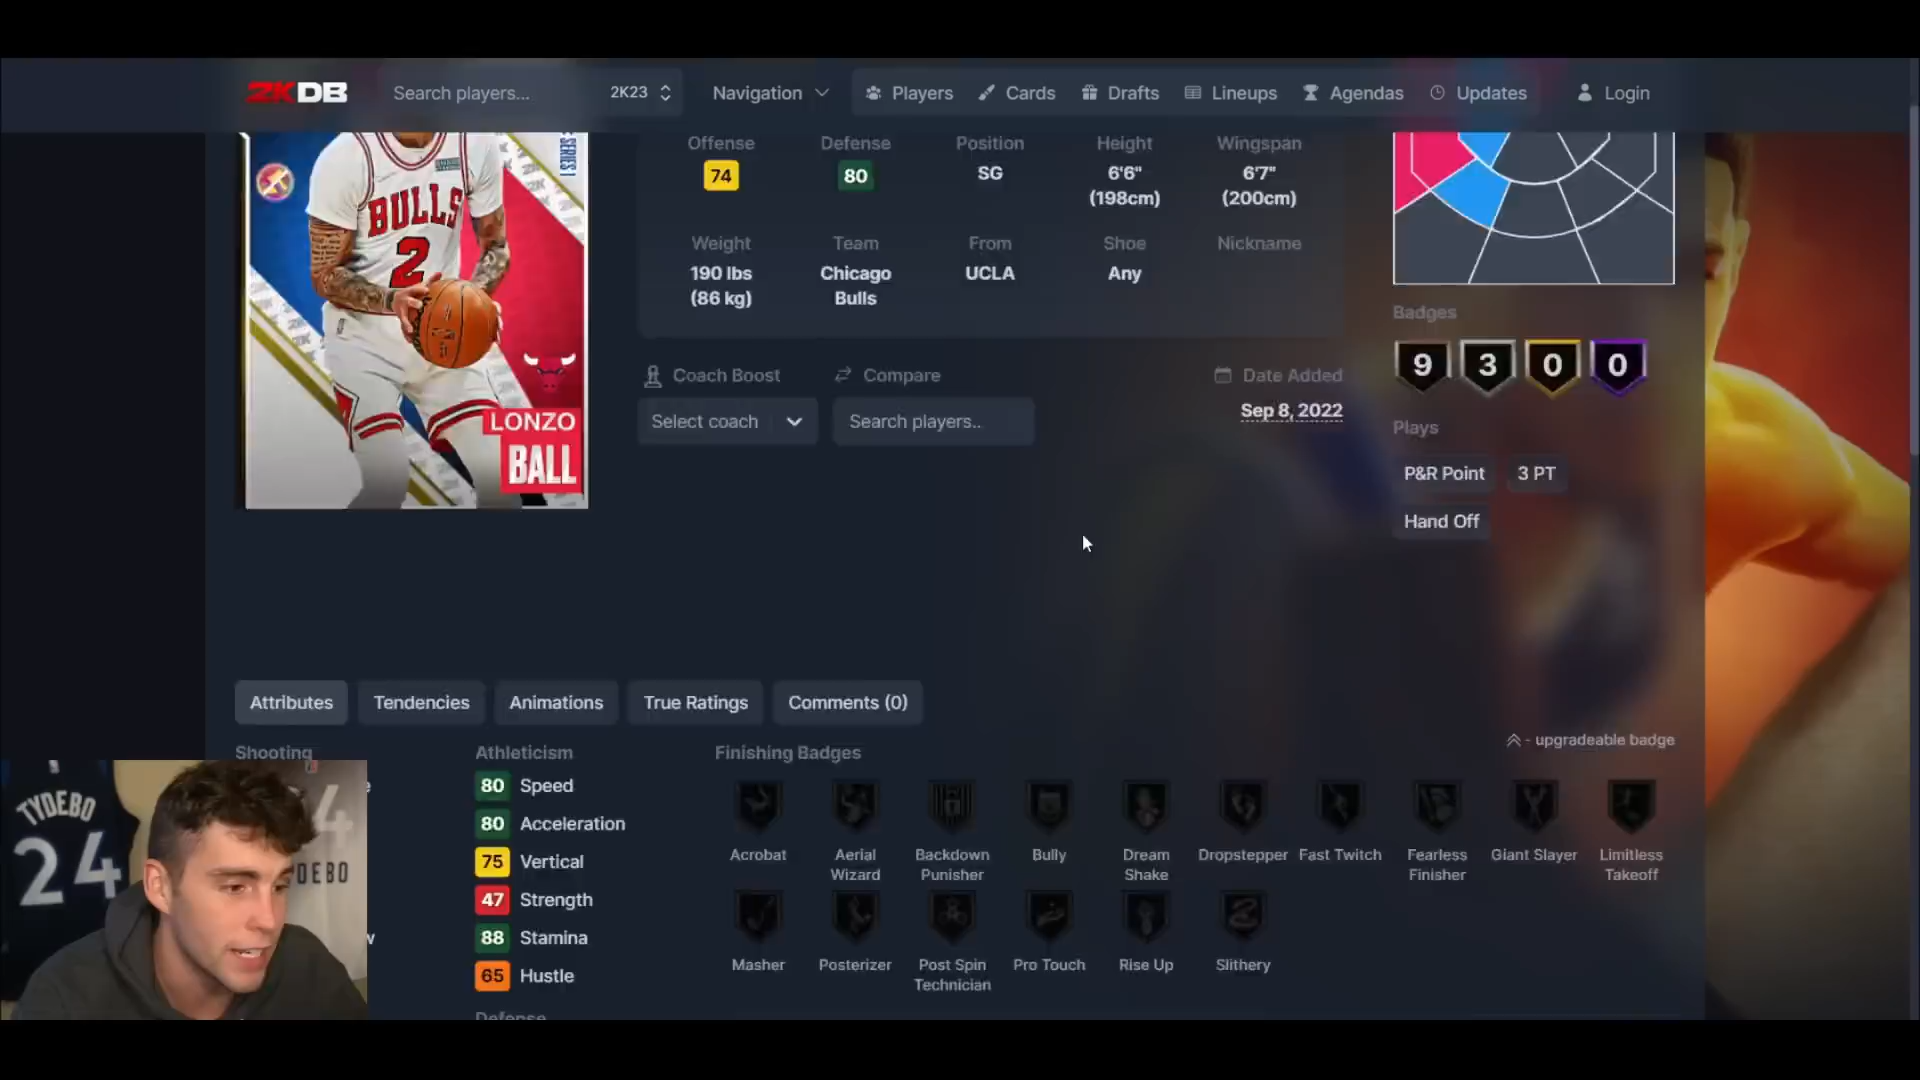 2KDB
Search players...
2K23
Navigation
Players
Cards
Drafts
Lineups
Agendas
Updates
Login
SERIES 1
BULLS
2
LONZO
BALL
Offense
Defense
Position
Height
Wingspan
74
80
SG
6'6"
(198cm)
6'7"
(200cm)
Weight
Team
From
Shoe
Nickname
190 lbs
(86 kg)
Chicago
Bulls
UCLA
Any
Coach Boost
Compare
Date Added
Select coach
Search players..
Sep 8, 2022
Badges
9 3 0 0
Plays
P&R Point
3 PT
Hand Off
Attributes
Tendencies
Animations
True Ratings
Comments (0)
- upgradeable badge
Shooting
Athleticism
80 Speed
80 Acceleration
75 Vertical
47 Strength
88 Stamina
65 Hustle
Defense
Finishing Badges
Acrobat
Aerial
Wizard
Backdown
Punisher
Bully
Dream
Shake
Dropstepper
Fast Twitch
Fearless
Finisher
Giant Slayer
Limitless
Takeoff
Masher
Posterizer
Post Spin
Technician
Pro Touch
Rise Up
Slithery
TYDEBO
24